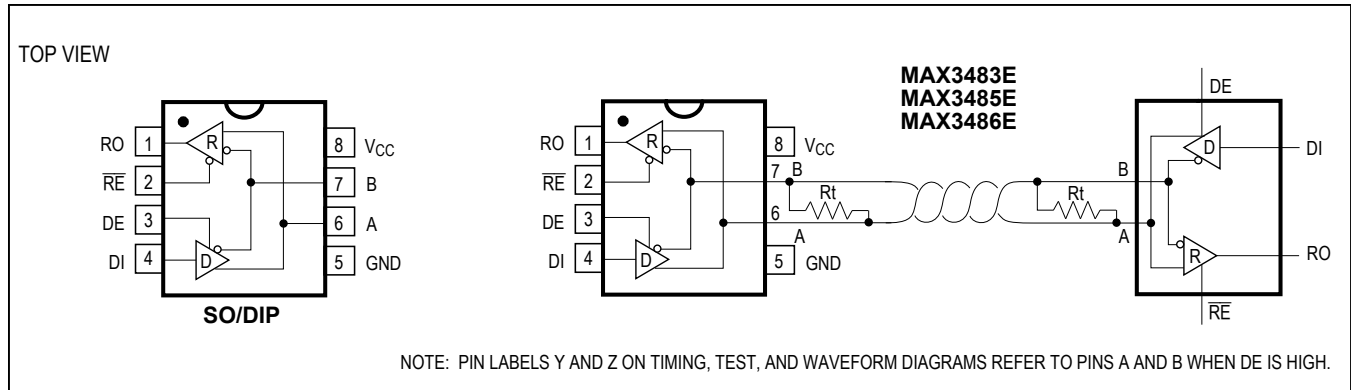 TOP VIEW
RO 1
RE 2
DE 3
DI 4
R
D
8 VCC
7 B
6 A
5 GND
SO/DIP
RO 1
RE 2
DE 3
DI 4
R
D
8 VCC
7 B
6 A
5 GND
Rt
MAX3483E
MAX3485E
MAX3486E
Rt
B
A
DE
D
DI
R
RO
RE
NOTE: PIN LABELS Y AND Z ON TIMING, TEST, AND WAVEFORM DIAGRAMS REFER TO PINS A AND B WHEN DE IS HIGH.